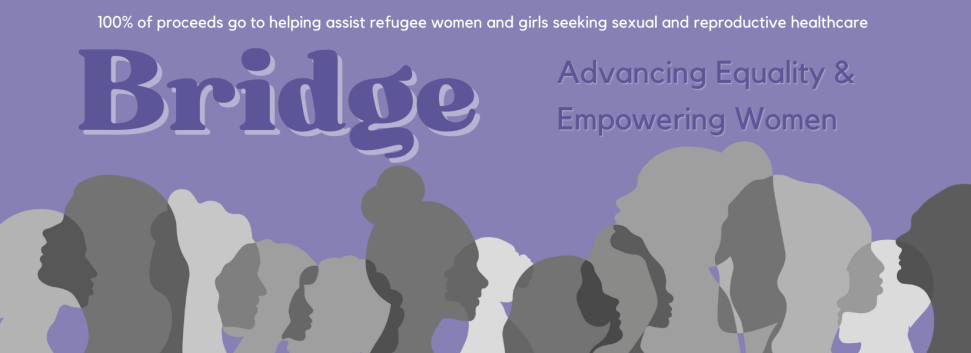 100% of proceeds go to helping assist refugee women and girls seeking sexual and reproductive healthcare
Bridge
Advancing Equality &
Empowering Women